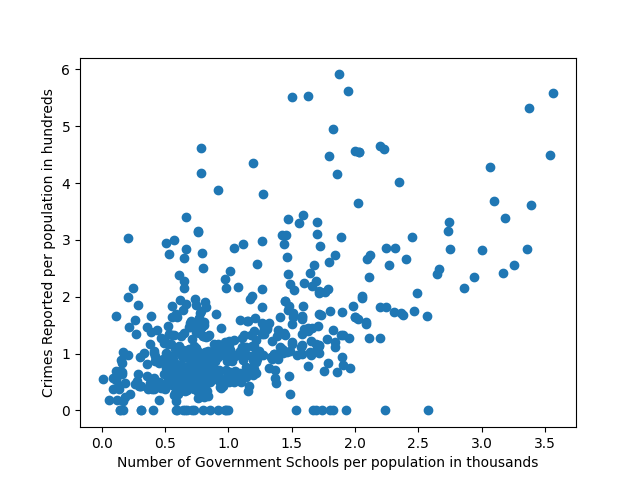 6
5
4
3
2
1
0
Crimes Reported per population in hundreds
0.0 0.5 1.0 1.5 2.0 2.5 3.0 3.5
Number of Government Schools per population in thousands